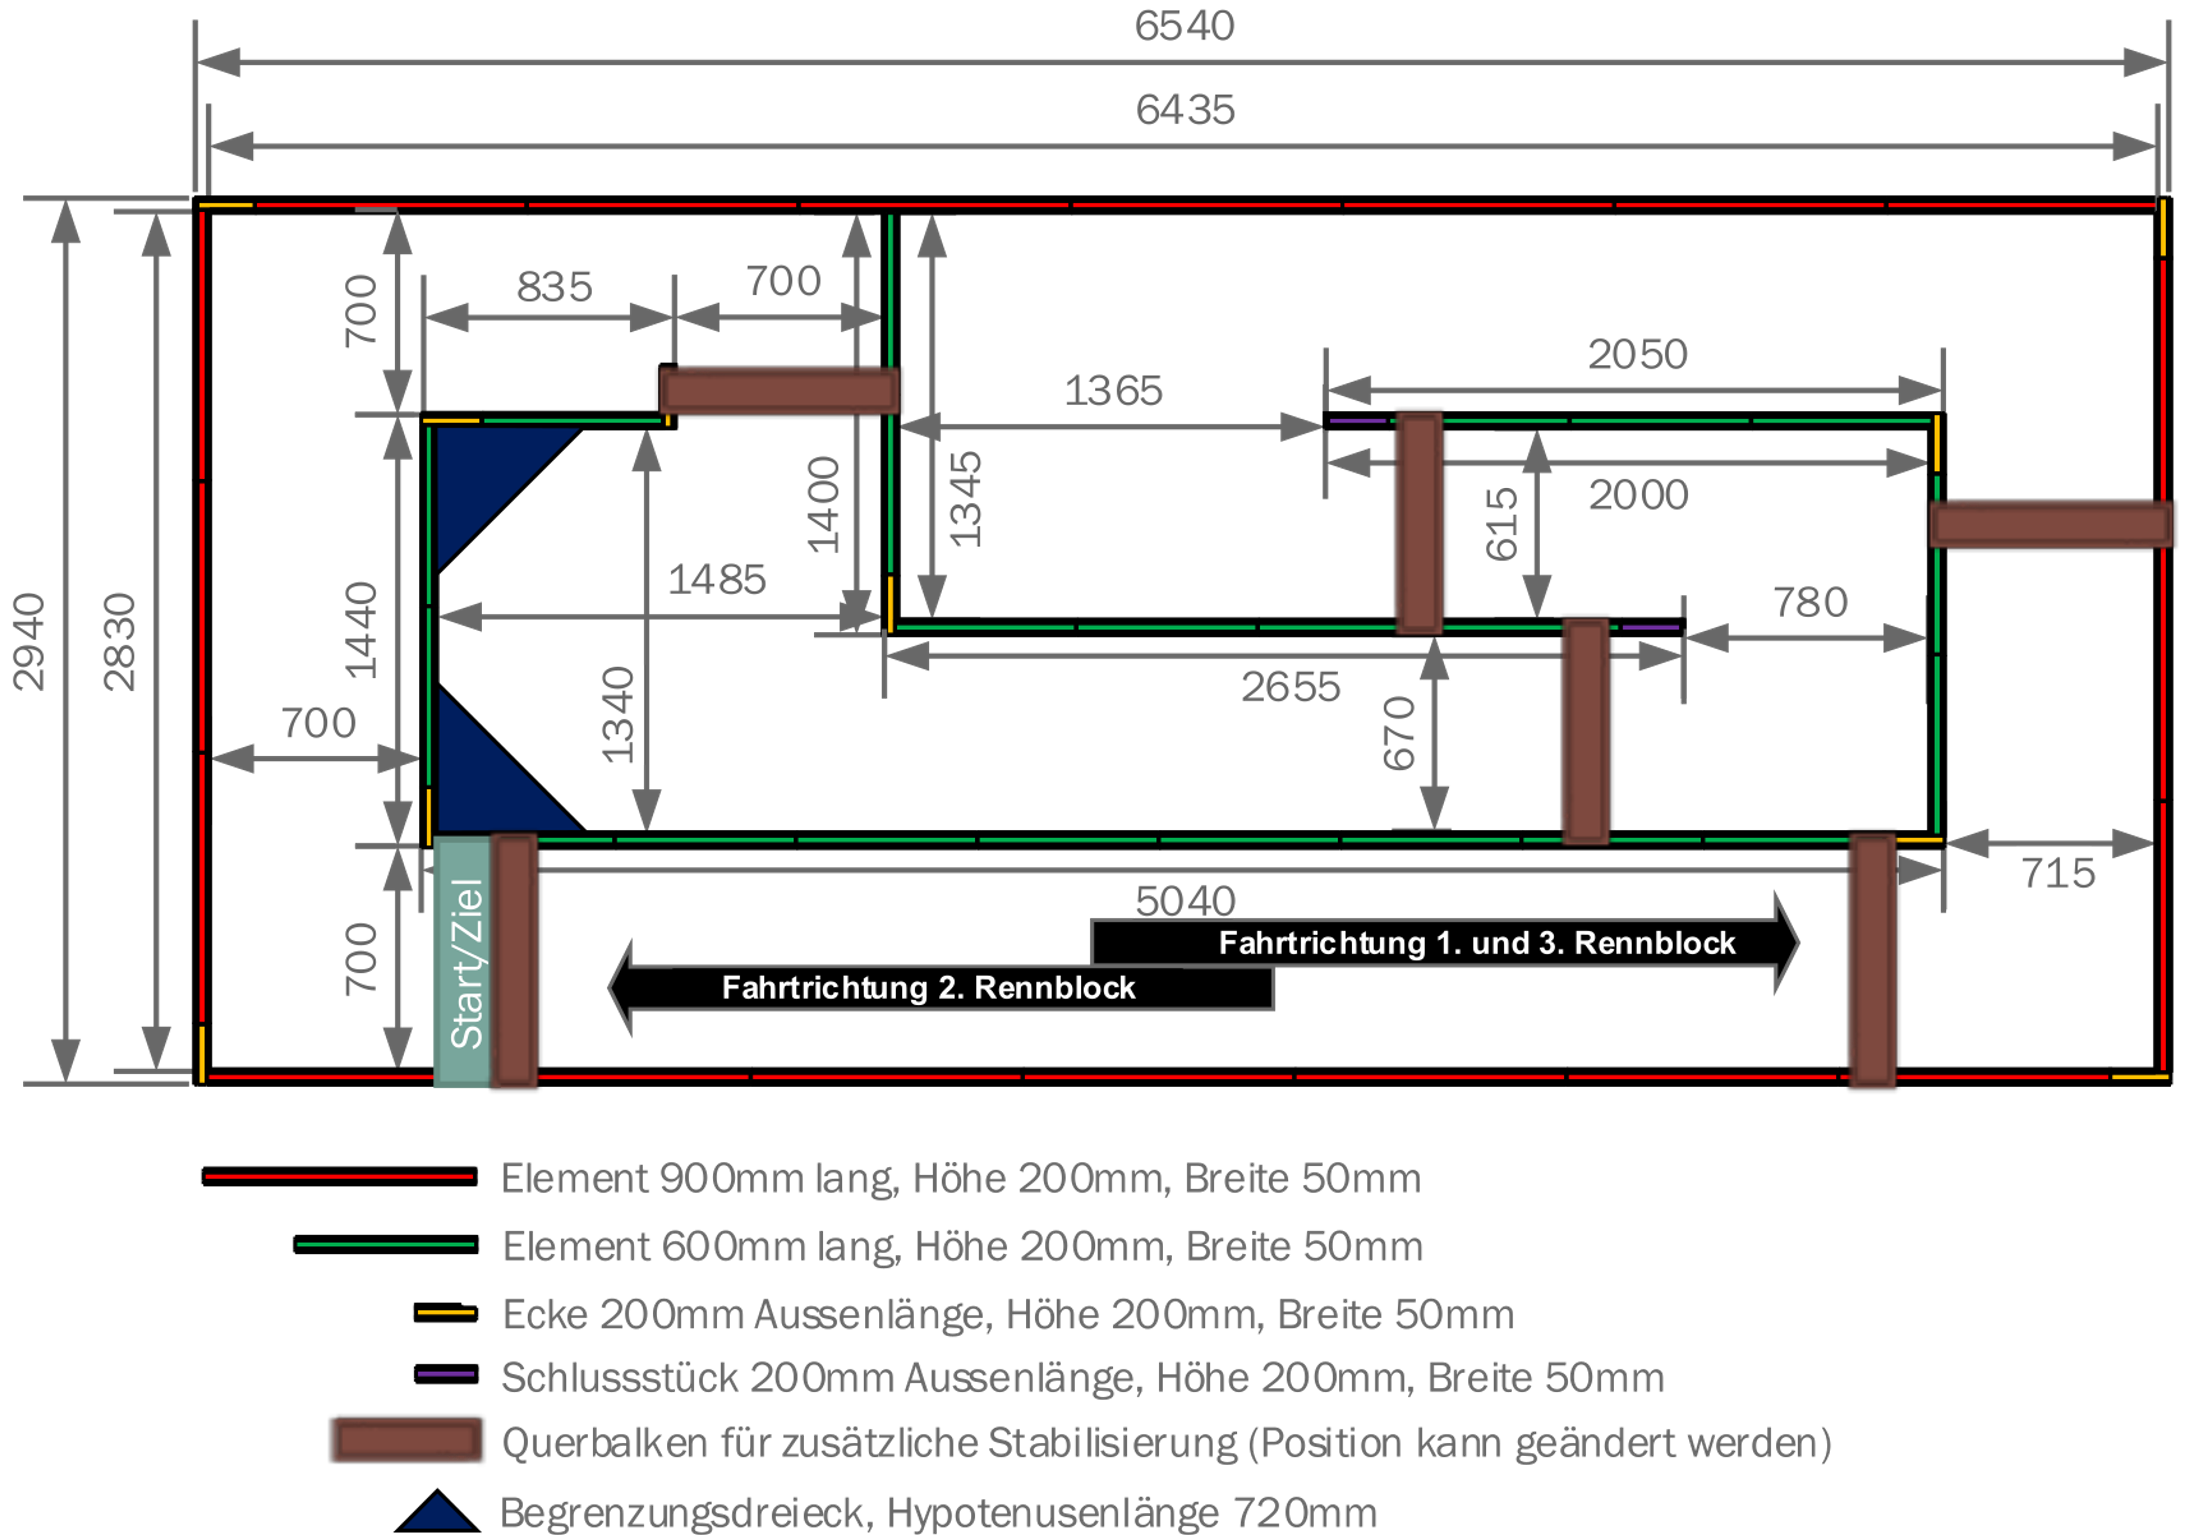 6540
6435
835
700
700
2050
1365
2000
1400
1345
615
1485
780
2940
2830
1440
1340
2655
670
700
715
5040
700
Start/Ziel
Fahrtrichtung 1. und 3. Rennblock
Fahrtrichtung 2. Rennblock
Element 900mm lang, Höhe 200mm, Breite 50mm
Element 600mm lang, Höhe 200mm, Breite 50mm
Ecke 200mm Aussenlänge, Höhe 200mm, Breite 50mm
Schlussstück 200mm Aussenlänge, Höhe 200mm, Breite 50mm
Querbalken für zusätzliche Stabilisierung (Position kann geändert werden)
Begrenzungsdreieck, Hypotenusenlänge 720mm